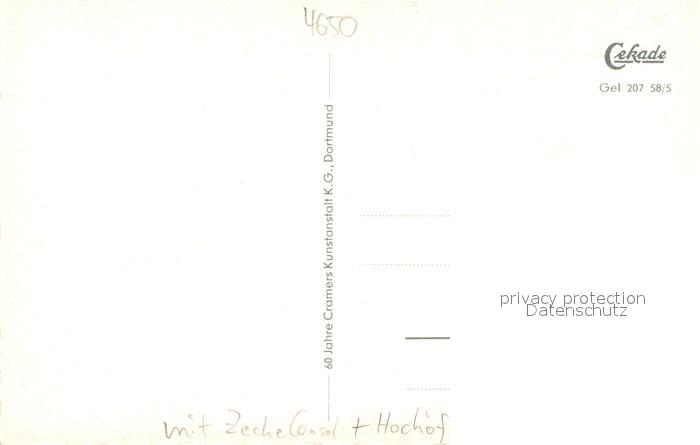 4650
Cekade
Gel 207 58/5
60 Jahre Cramers Kunstanstalt K.G., Dortmund
privacy protection
Datenschutz
mit Zeche Consol + Hochöf